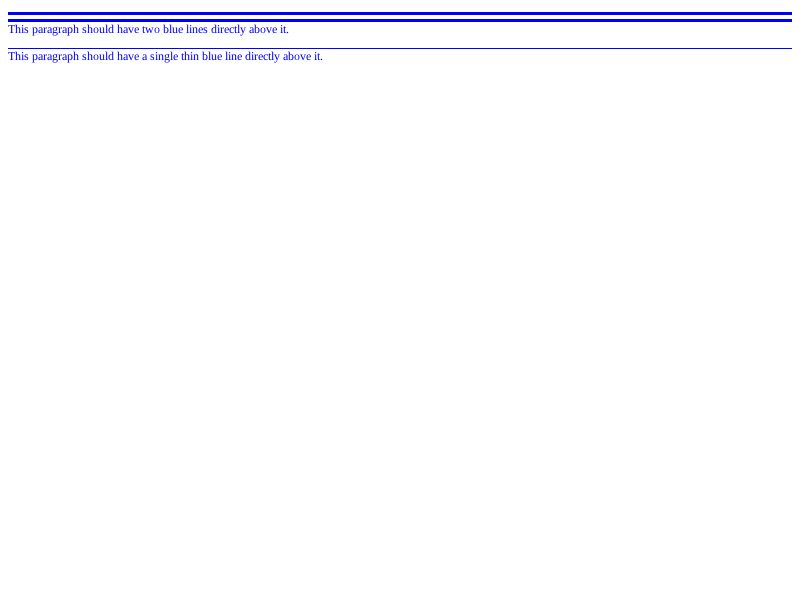 This paragraph should have two blue lines directly above it.
This paragraph should have a single thin blue line directly above it.